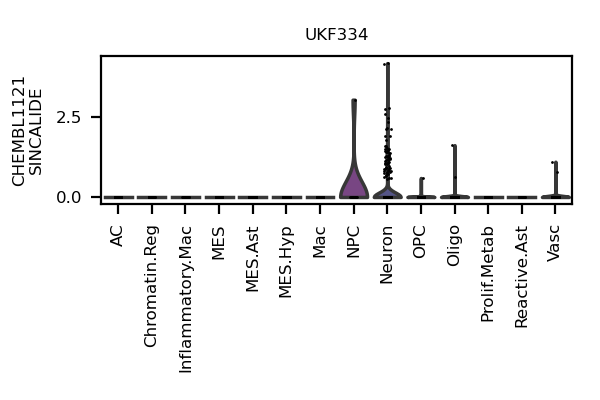 UKF334
CHEMBL1121
SINCALIDE
2.5
0.0
AC
Chromatin.Reg
Inflammatory.Mac
MES
MES.Ast
MES.Hyp
Mac
NPC
Neuron
OPC
Oligo
Prolif.Metab
Reactive.Ast
Vasc